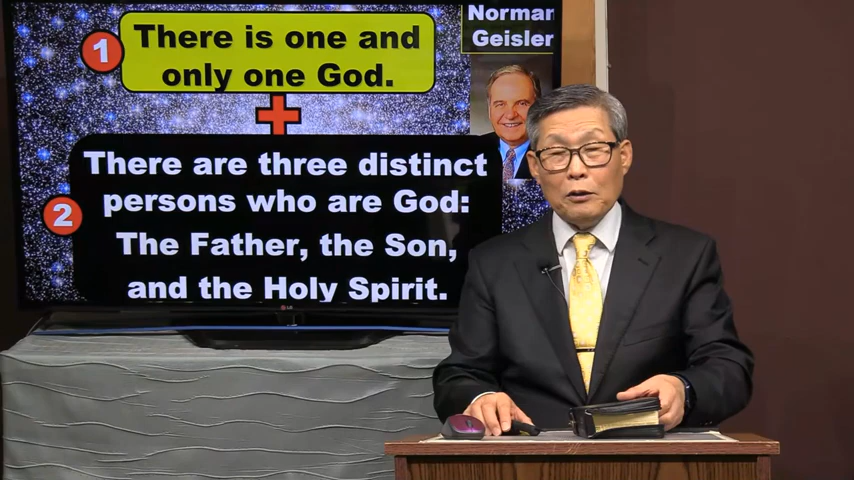 1
There is one and
only one God.
Norman
Geisler
2
There are three distinct
persons who are God:
The Father, the Son,
and the Holy Spirit.
LG